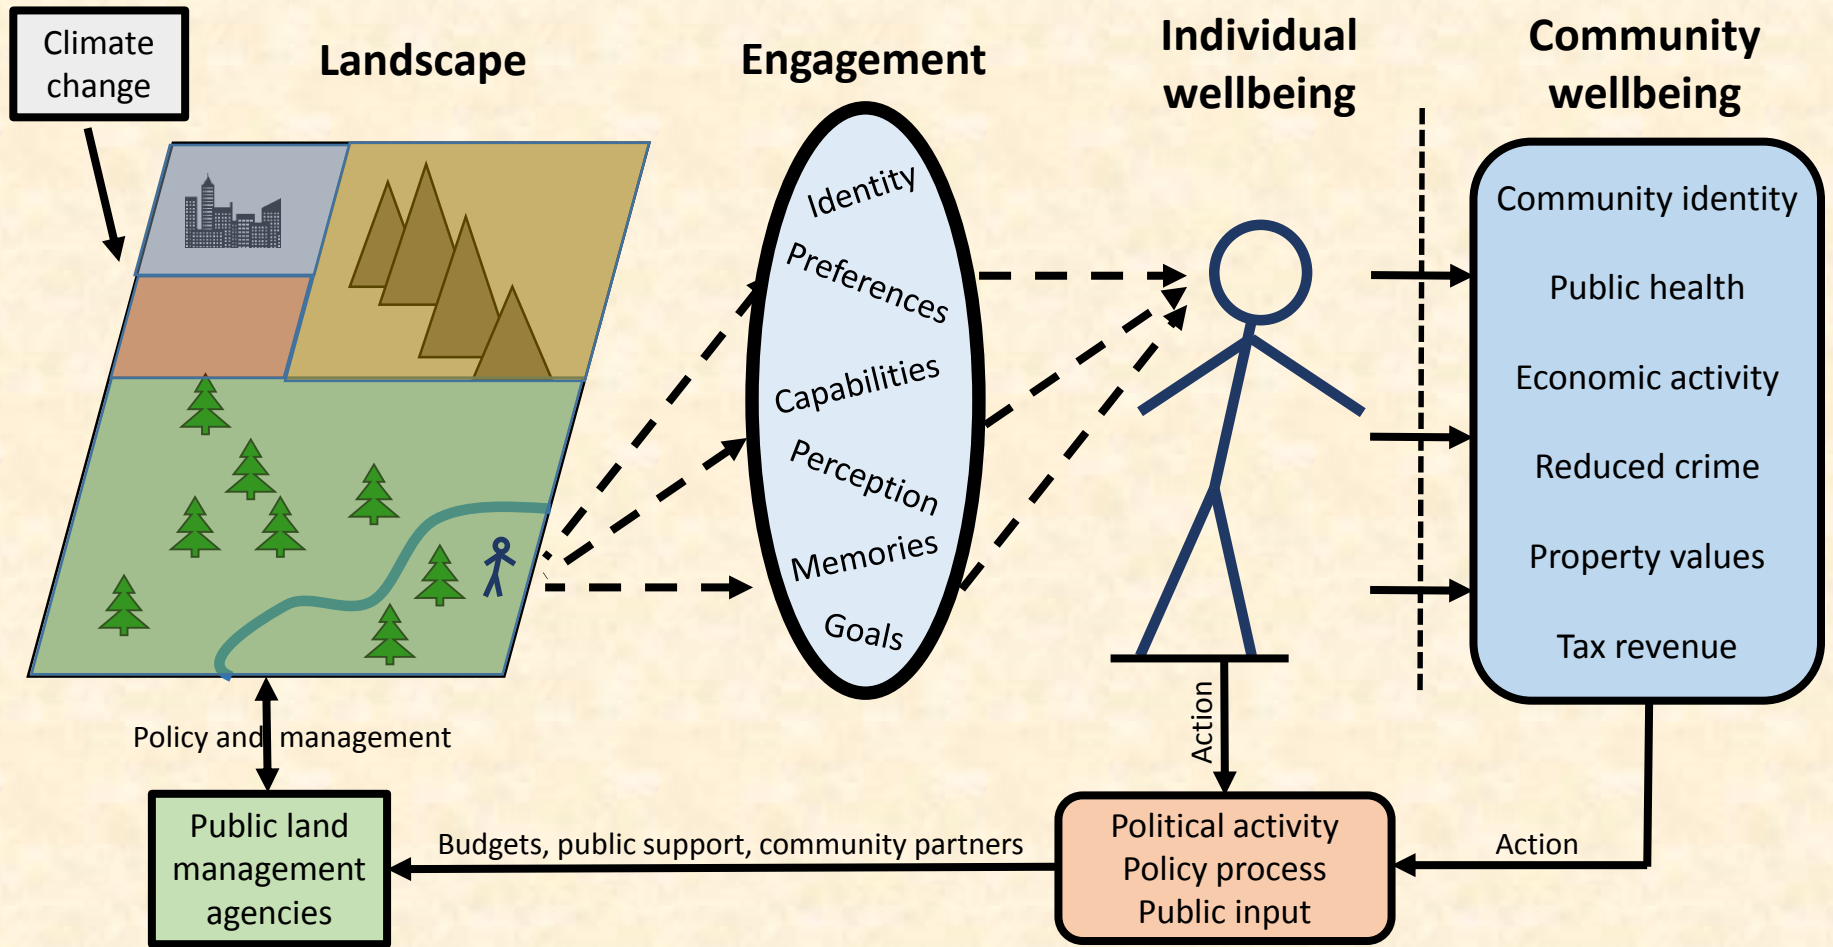 Climate
change
Landscape
Engagement
Individual
wellbeing
Community
wellbeing
Identity
Preferences
Capabilities
Perception
Memories
Goals
Community identity
Public health
Economic activity
Reduced crime
Property values
Tax revenue
Policy and management
Action
Public land
management
agencies
Budgets, public support, community partners
Political activity
Policy process
Public input
Action